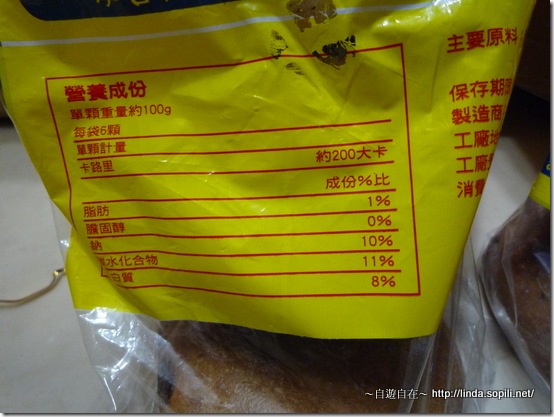 營養成份
單顆重量約100g
每袋6顆
單顆計量
卡路里 約200大卡
成份%比
脂肪 1%
膽固醇 0%
鈉 10%
水化合物 11%
白質 8%
主要原料
保存期
製造商
工廠地
工廠
消費
～自遊自在～ http://linda.sopili.net/